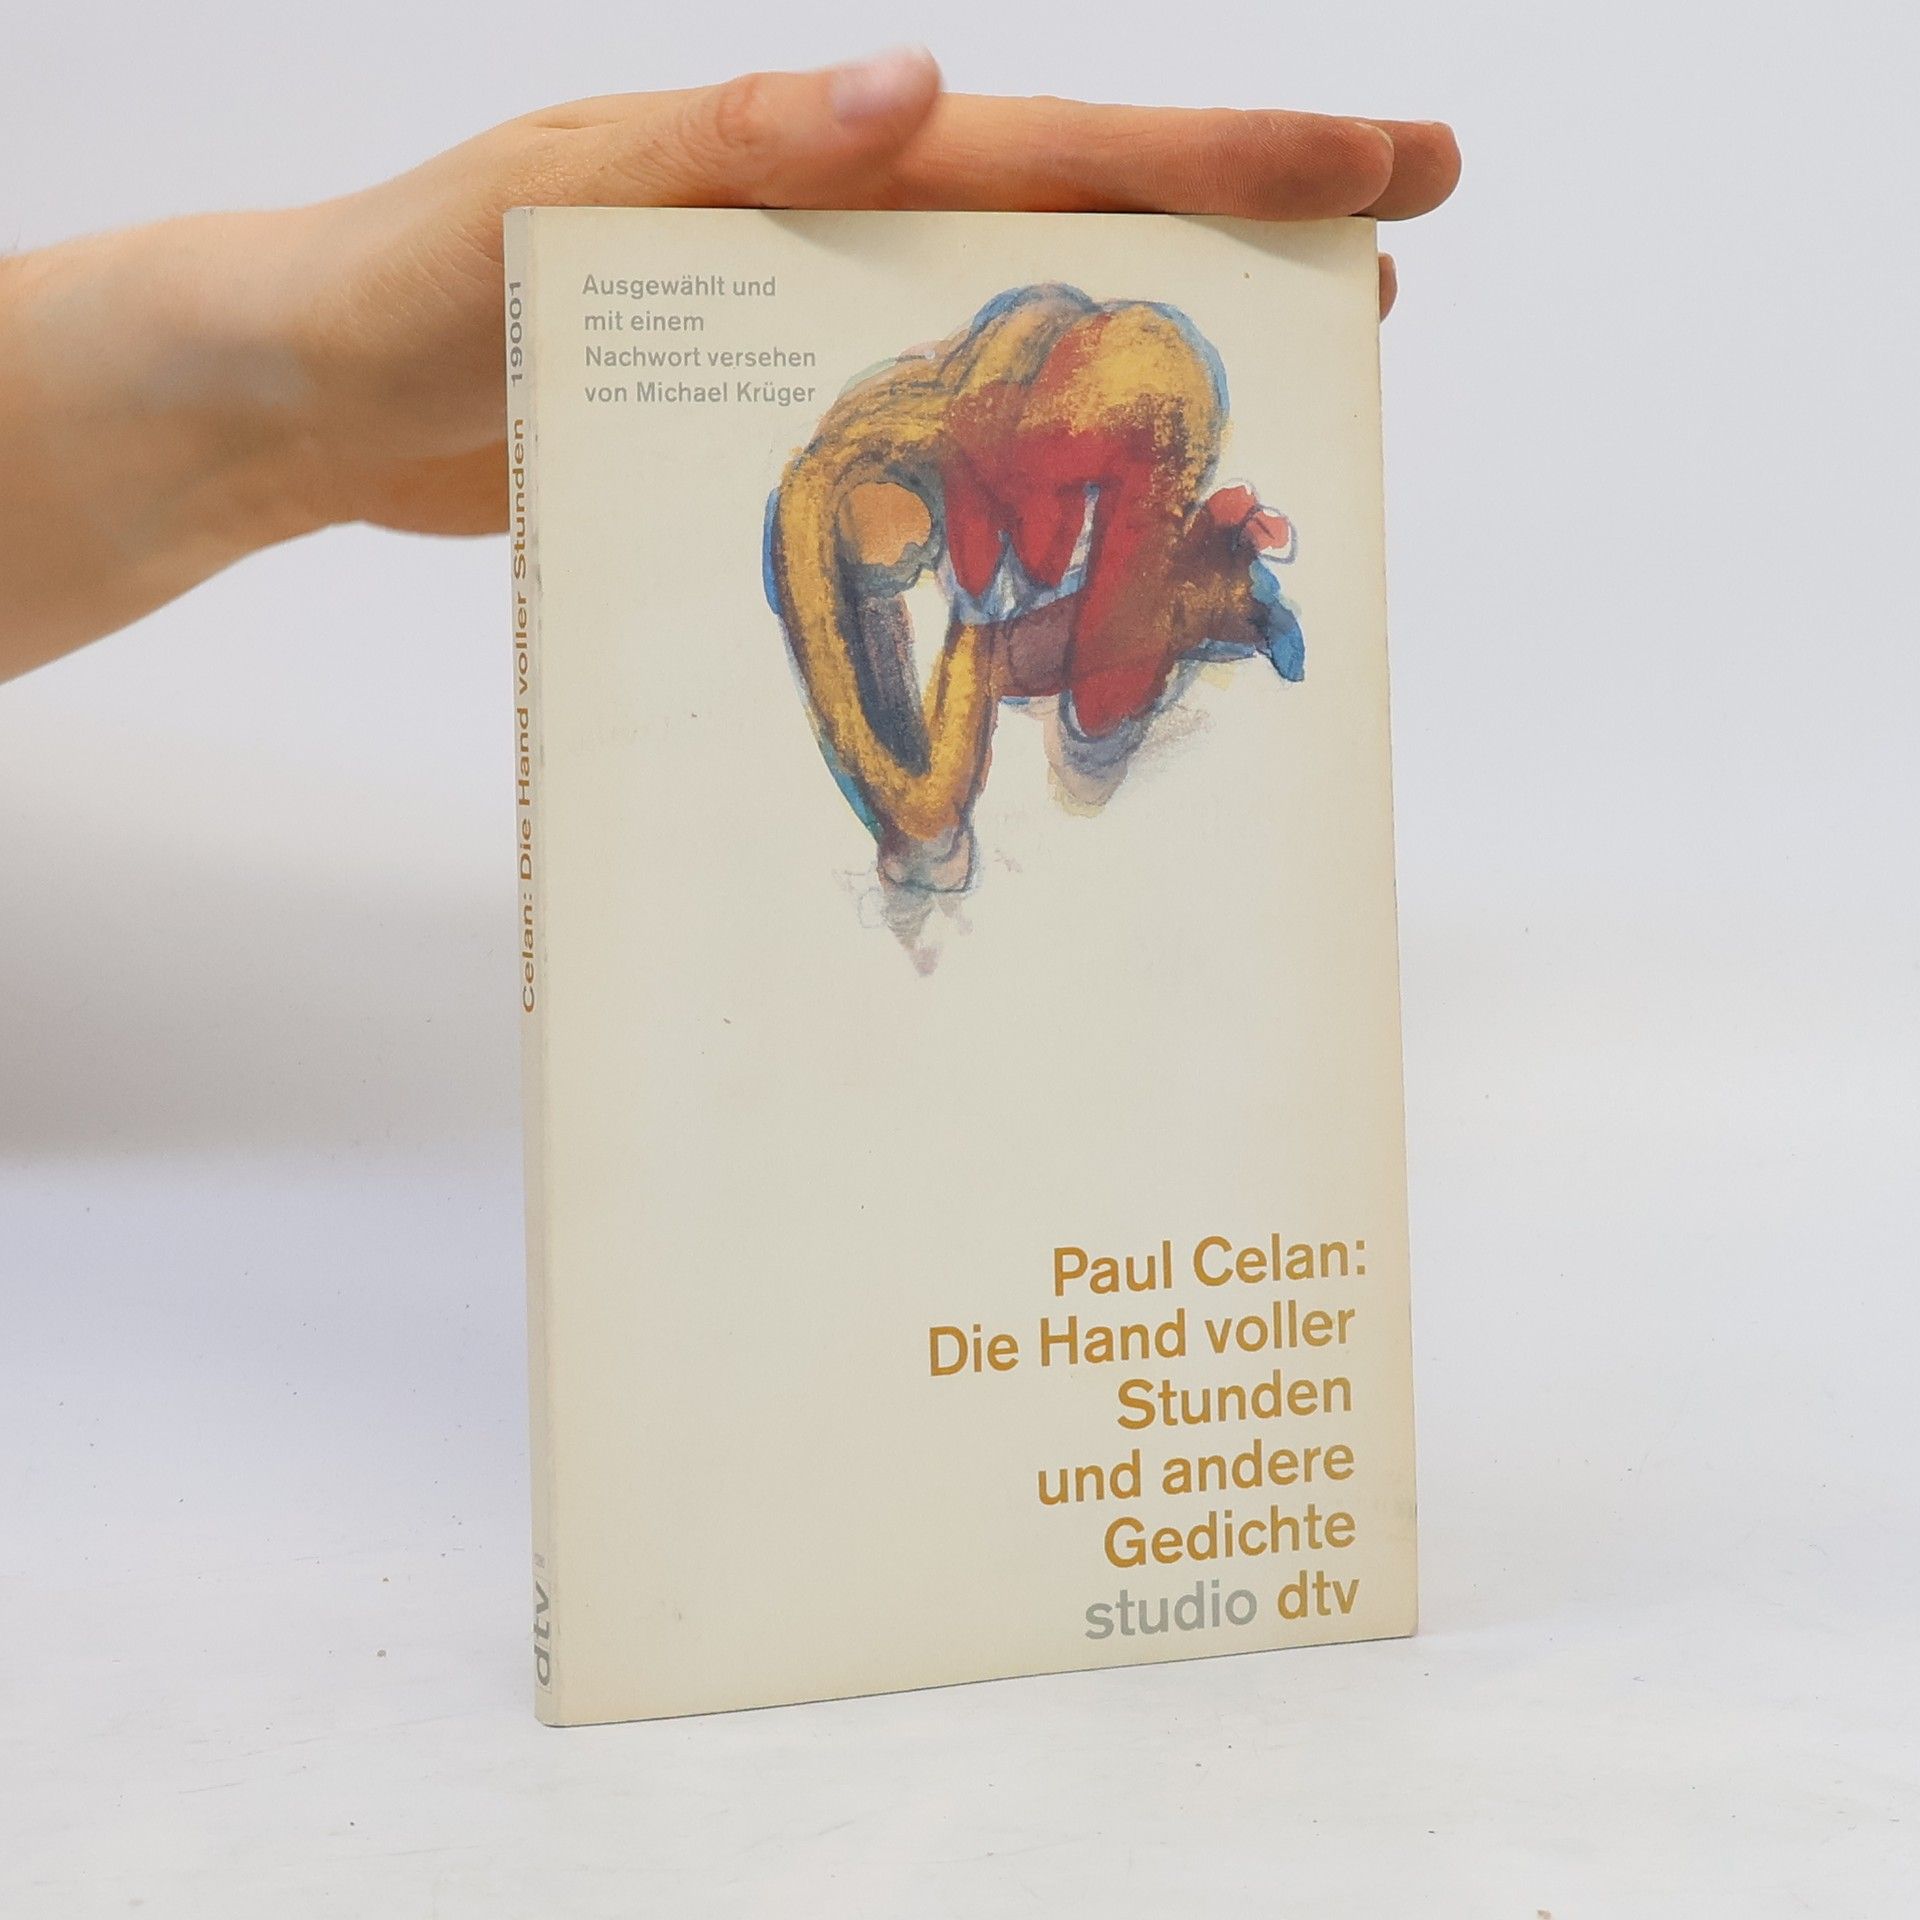 Ausgewählt und
mit einem
Nachwort versehen
von Michael Krüger
Paul Celan:
Die Hand voller
Stunden
und andere
Gedichte
studio dtv
Celan: Die Hand voller Stunden 19001
dtv